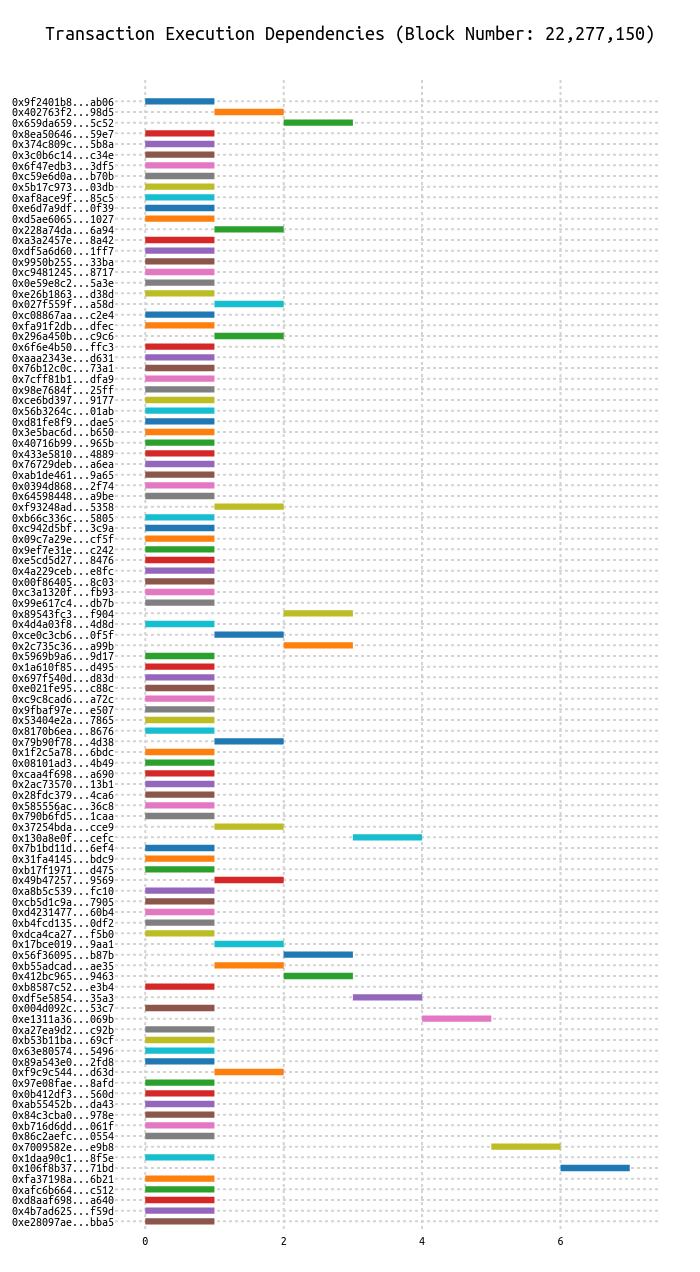 Transaction Execution Dependencies (Block Number: 22,277,150)
0x9f2401b8...ab06
0x402763f2...98d5
0x659da659...5c52
0x8ea50646...59e7
0x374c809c...5b8a
0x3c0b6c14...c34e
0x6f47edb3...3df5
0xc59e6d0a...b70b
0x5b17c973...03db
0xaf8ace9f...85c5
0xe6d7a9df...0f39
0xd5ae6065...1027
0x228a74da...6a94
0xa3a2457e...8a42
0xdf5a6d60...1ff7
0x9950b255...33ba
0xc9481245...8717
0x0e59e8c2...5a3e
0xe26b1863...d38d
0x027f559f...a58d
0xc08867aa...c2e4
0xfa91f2db...dfec
0x296a450b...c9c6
0x6f6e4b50...ffc3
0xaaa2343e...d631
0x76b12c0c...73a1
0x7cff81b1...dfa9
0x98e7684f...25ff
0xce6bd397...9177
0x56b3264c...01ab
0xd81fe8f9...dae5
0x3e5bac6d...b650
0x40716b99...965b
0x433e5810...4889
0x76729deb...a6ea
0xab1de461...9a65
0x0394d868...2f74
0x64598448...a9be
0xf93248ad...5358
0xb66c336c...5805
0xc942d5bf...3c9a
0x09c7a29e...cf5f
0x9ef7e31e...c242
0xe5cd5d27...8476
0x4a229ceb...e8fc
0x00f86405...8c03
0xc3a1320f...fb93
0x99e617c4...db7b
0x89543fc3...f904
0x4d4a03f8...4d8d
0xce0c3cb6...0f5f
0x2c735c36...a99b
0x5969b9a6...9d17
0x1a610f85...d495
0x697f540d...d83d
0xe021fe95...c88c
0xc9c8cad6...a72c
0x9fbaf97e...e507
0x53404e2a...7865
0x8170b6ea...8676
0x79b90f78...4d38
0x1f2c5a78...6bdc
0x08101ad3...4b49
0xcaa4f698...a690
0x2ac73570...13b1
0x28fdc379...4ca6
0x585556ac...36c8
0x790b6fd5...1caa
0x37254bda...cce9
0x130a8e0f...cefc
0x7b1bd11d...6ef4
0x31fa4145...bdc9
0xb17f1971...d475
0x49b47257...9569
0xa8b5c539...fc10
0xcb5d1c9a...7905
0xd4231477...60b4
0xb4fcd135...0df2
0xdca4ca27...f5b0
0x17bce019...9aa1
0x56f36095...b87b
0xb55adcad...ae35
0x412bc965...9463
0xb8587c52...e3b4
0xdf5e5854...35a3
0x004d092c...53c7
0xe1311a36...069b
0xa27ea9d2...c92b
0xb53b11ba...69cf
0x63e80574...5496
0x89a543e0...2fd8
0xf9c9c544...d63d
0x97e08fae...8afd
0x0b412df3...560d
0xab55452b...da43
0x84c3cba0...978e
0xb716d6dd...061f
0x86c2aefc...0554
0x7009582e...e9b8
0x1daa90c1...8f5e
0x106f8b37...71bd
0xfa37198a...6b21
0xafc6b664...c512
0xd8aaf698...a640
0x4b7ad625...f59d
0xe28097ae...bba5
0 2 4 6